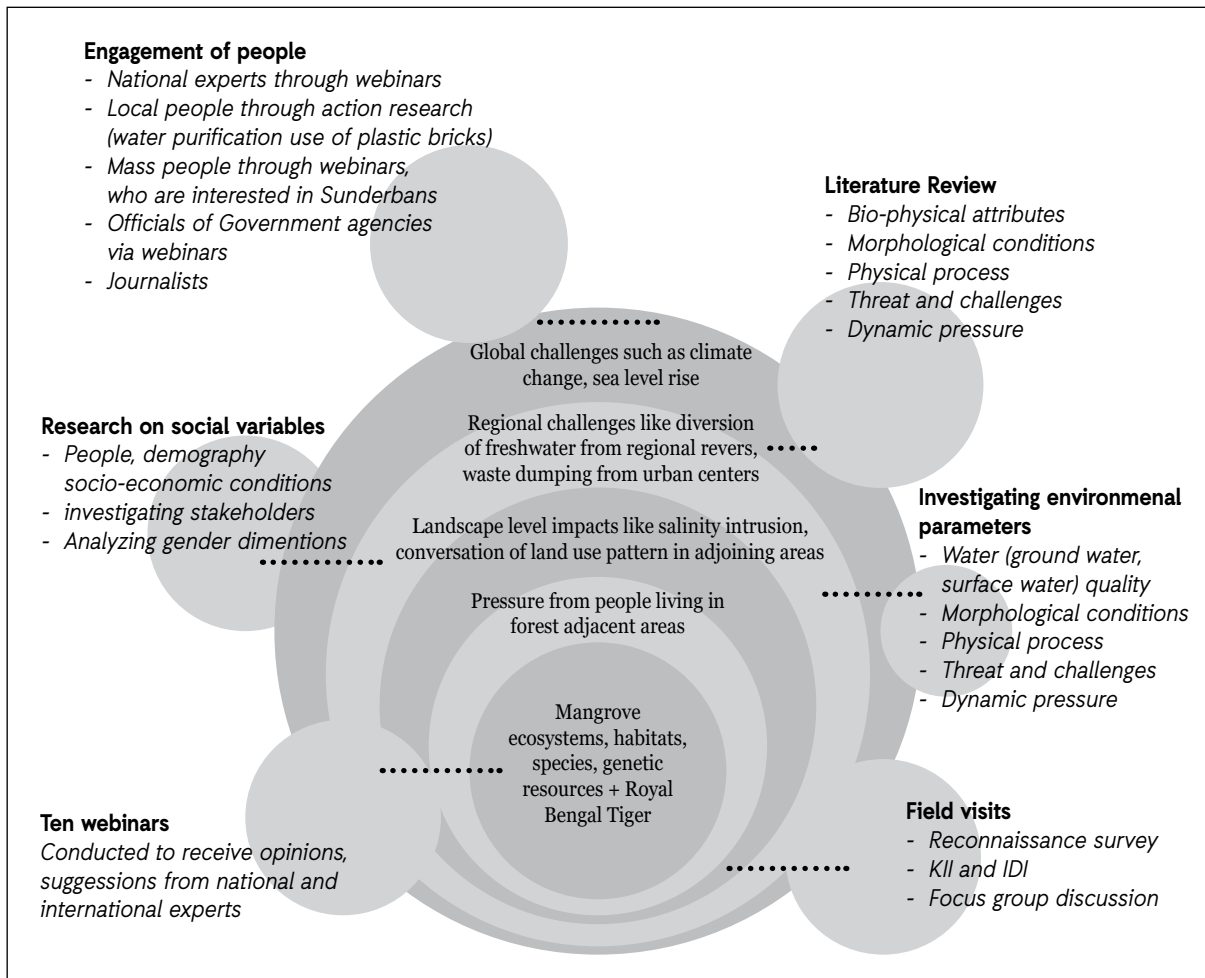 Engagement of people
- National experts through webinars
- Local people through action research
(water purification use of plastic bricks)
- Mass people through webinars,
who are interested in Sunderbans
- Officials of Government agencies
via webinars
- Journalists
Literature Review
- Bio-physical attributes
- Morphological conditions
- Physical process
- Threat and challenges
- Dynamic pressure
Global challenges such as climate
change, sea level rise
Regional challenges like diversion
of freshwater from regional revers,
waste dumping from urban centers
Landscape level impacts like salinity intrusion,
conversation of land use pattern in adjoining areas
Pressure from people living in
forest adjacent areas
Mangrove
ecosystems, habitats,
species, genetic
resources + Royal
Bengal Tiger
Research on social variables
- People, demography
socio-economic conditions
- investigating stakeholders
- Analyzing gender dimentions
Investigating environmenal
parameters
- Water (ground water,
surface water) quality
- Morphological conditions
- Physical process
- Threat and challenges
- Dynamic pressure
Ten webinars
Conducted to receive opinions,
suggessions from national and
international experts
Field visits
- Reconnaissance survey
- KII and IDI
- Focus group discussion